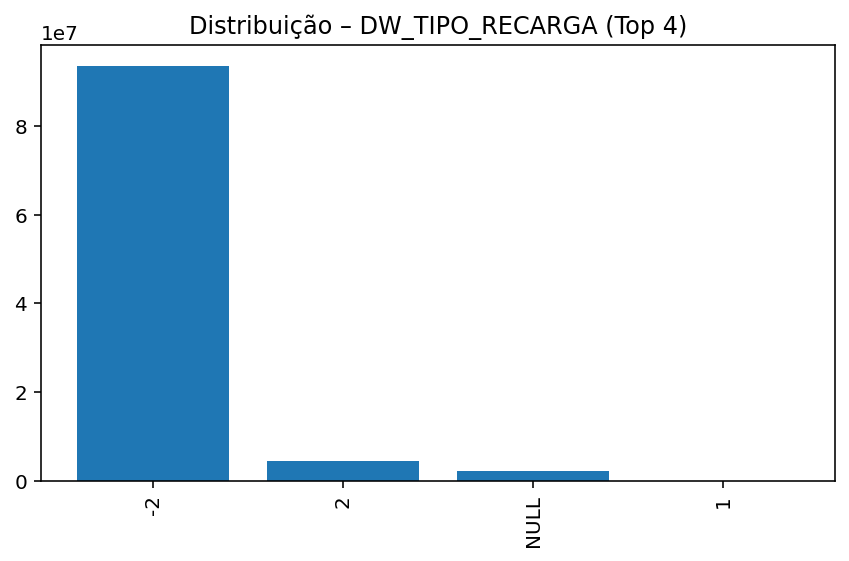 Distribuição – DW_TIPO_RECARGA (Top 4)
1e7
8
6
4
2
0
-2
2
NULL
1